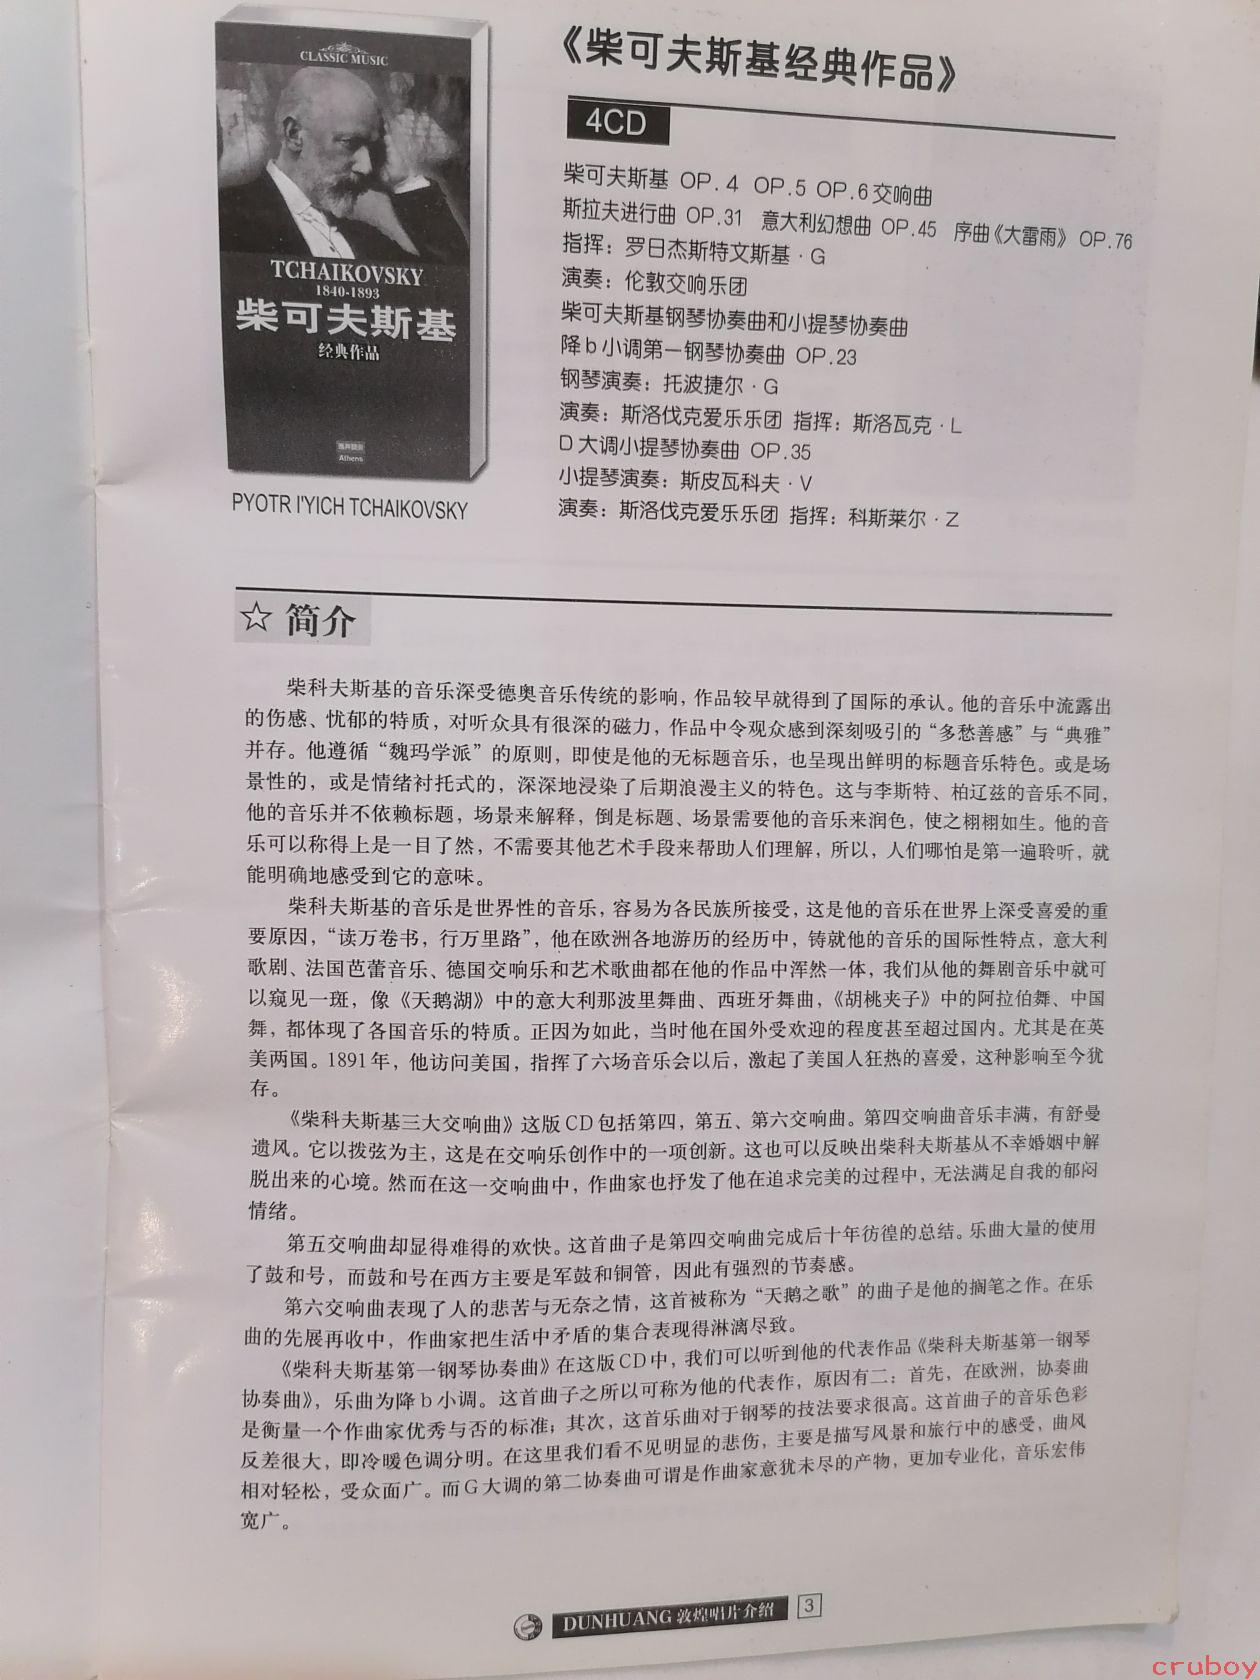 CLASSIC MUSIC
TCHAIKOVSKY
1840-1893
柴可夫斯基
经典作品
Athens
PYOTR I'YICH TCHAIKOVSKY
《柴可夫斯基经典作品》
4CD
柴可夫斯基 OP.4 OP.5 OP.6交响曲
斯拉夫进行曲 OP.31 意大利幻想曲 OP.45 序曲《大雷雨》 OP.76
指挥：罗日杰斯特文斯基·G
演奏：伦敦交响乐团
柴可夫斯基钢琴协奏曲和小提琴协奏曲
降b小调第一钢琴协奏曲 OP.23
钢琴演奏：托波捷尔·G
演奏：斯洛伐克爱乐乐团 指挥：斯洛瓦克·L
D大调小提琴协奏曲 OP.35
小提琴演奏：斯皮瓦科夫·V
演奏：斯洛伐克爱乐乐团 指挥：科斯莱尔·Z
☆ 简介
柴科夫斯基的音乐深受德奥音乐传统的影响，作品较早就得到了国际的承认。他的音乐中流露出
的伤感、忧郁的特质，对听众具有很深的磁力，作品中令观众感到深刻吸引的“多愁善感”与“典雅”
并存。他遵循“魏玛学派”的原则，即使是他的无标题音乐，也呈现出鲜明的标题音乐特色。或是场
景性的，或是情绪衬托式的，深深地浸染了后期浪漫主义的特色。这与李斯特、柏辽兹的音乐不同，
他的音乐并不依赖标题，场景来解释，倒是标题、场景需要他的音乐来润色，使之栩栩如生。他的音
乐可以称得上是一目了然，不需要其他艺术手段来帮助人们理解，所以，人们哪怕是第一遍聆听，就
能明确地感受到它的意味。
柴科夫斯基的音乐是世界性的音乐，容易为各民族所接受，这是他的音乐在世界上深受喜爱的重
要原因，“读万卷书，行万里路”，他在欧洲各地游历的经历中，铸就他的音乐的国际性特点，意大利
歌剧、法国芭蕾音乐、德国交响乐和艺术歌曲都在他的作品中浑然一体，我们从他的舞剧音乐中就可
以窥见一斑，像《天鹅湖》中的意大利那波里舞曲、西班牙舞曲，《胡桃夹子》中的阿拉伯舞、中国
舞，都体现了各国音乐的特质。正因为如此，当时他在国外受欢迎的程度甚至超过国内。尤其是在英
美两国。1891年，他访问美国，指挥了六场音乐会以后，激起了美国人狂热的喜爱，这种影响至今犹
存。
《柴科夫斯基三大交响曲》这版CD包括第四，第五、第六交响曲。第四交响曲音乐丰满，有舒曼
遗风。它以拨弦为主，这是在交响乐创作中的一项创新。这也可以反映出柴科夫斯基从不幸婚姻中解
脱出来的心境。然而在这一交响曲中，作曲家也抒发了他在追求完美的过程中，无法满足自我的郁闷
情绪。
第五交响曲却显得难得的欢快。这首曲子是第四交响曲完成后十年彷徨的总结。乐曲大量的使用
了鼓和号，而鼓和号在西方主要是军鼓和铜管，因此有强烈的节奏感。
第六交响曲表现了人的悲苦与无奈之情，这首被称为“天鹅之歌”的曲子是他的搁笔之作。在乐
曲的先展再收中，作曲家把生活中矛盾的集合表现得淋漓尽致。
《柴科夫斯基第一钢琴协奏曲》在这版CD中，我们可以听到他的代表作品《柴科夫斯基第一钢琴
协奏曲》，乐曲为降b小调。这首曲子之所以可称为他的代表作，原因有二：首先，在欧洲，协奏曲
是衡量一个作曲家优秀与否的标准；其次，这首乐曲对于钢琴的技法要求很高。这首曲子的音乐色彩
反差很大，即冷暖色调分明。在这里我们看不见明显的悲伤，主要是描写风景和旅行中的感受，曲风
相对轻松，受众面广。而G大调的第二协奏曲可谓是作曲家意犹未尽的产物，更加专业化，音乐宏伟
宽广。
DUNHUANG 敦煌唱片介绍 3
cruboy